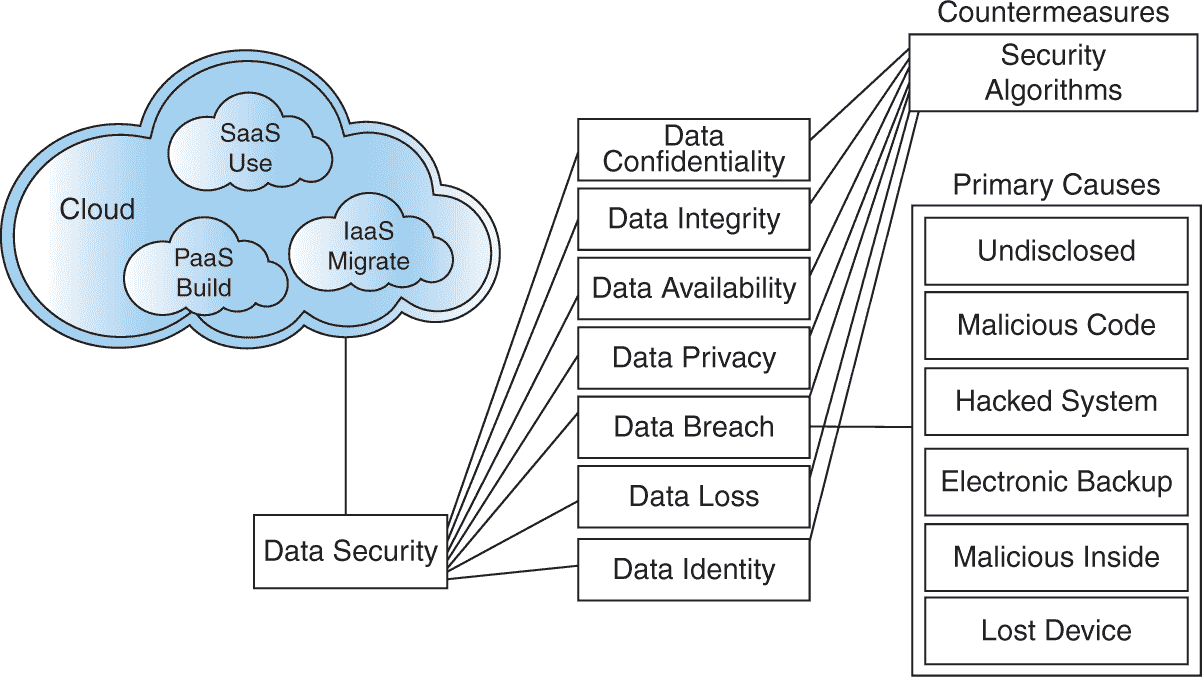 Countermeasures
Security
Algorithms
SaaS
Use
Cloud
IaaS
Migrate
PaaS
Build
Data Security
Data
Confidentiality
Data Integrity
Data Availability
Data Privacy
Data Breach
Data Loss
Data Identity
Primary Causes
Undisclosed
Malicious Code
Hacked System
Electronic Backup
Malicious Inside
Lost Device